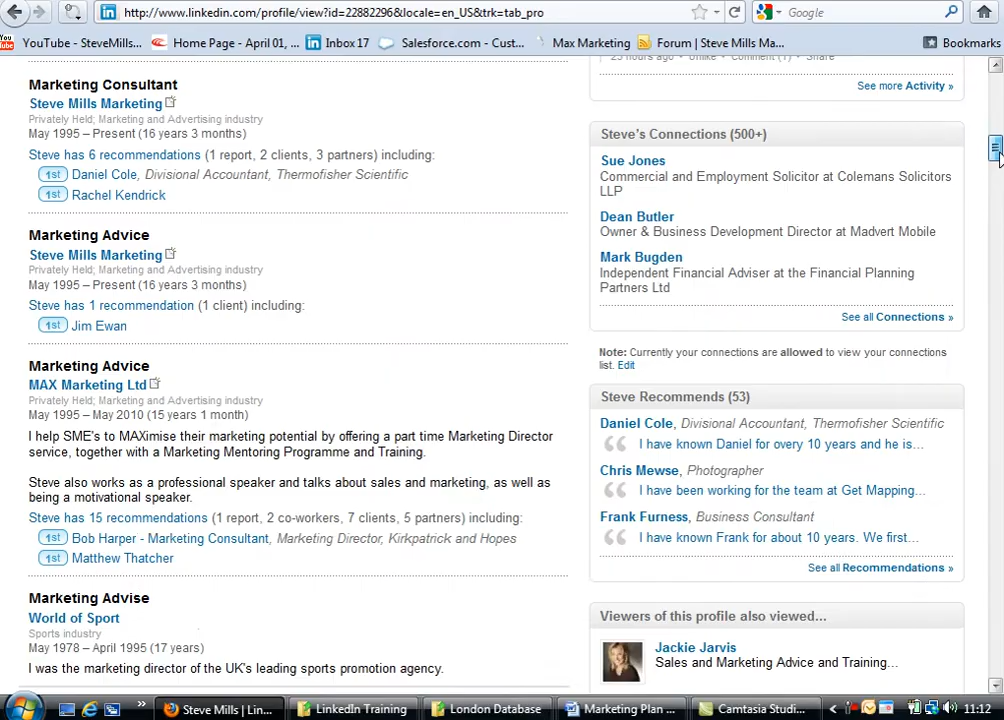 http://www.linkedin.com/profile/view?id=22882296&locale=en_US&trk=tab_pro
Google
YouTube - SteveMills...
Home Page - April 01, ...
Inbox 17
Salesforce.com - Cust...
Max Marketing
Forum | Steve Mills Ma...
Bookmarks
Marketing Consultant
Steve Mills Marketing
Privately Held; Marketing and Advertising industry
May 1995 – Present (16 years 3 months)
Steve has 6 recommendations (1 report, 2 clients, 3 partners) including:
1st Daniel Cole, Divisional Accountant, Thermofisher Scientific
1st Rachel Kendrick
Marketing Advice
Steve Mills Marketing
Privately Held; Marketing and Advertising industry
May 1995 – Present (16 years 3 months)
Steve has 1 recommendation (1 client) including:
1st Jim Ewan
Marketing Advice
MAX Marketing Ltd
Privately Held; Marketing and Advertising industry
May 1995 – May 2010 (15 years 1 month)
I help SME's to MAXimise their marketing potential by offering a part time Marketing Director
service, together with a Marketing Mentoring Programme and Training.
Steve also works as a professional speaker and talks about sales and marketing, as well as
being a motivational speaker.
Steve has 15 recommendations (1 report, 2 co-workers, 7 clients, 5 partners) including:
1st Bob Harper - Marketing Consultant, Marketing Director, Kirkpatrick and Hopes
1st Matthew Thatcher
Marketing Advise
World of Sport
Sports industry
May 1978 – April 1995 (17 years)
I was the marketing director of the UK's leading sports promotion agency.
23 hours ago · Unlike · Comment (1) · Share
See more Activity »
Steve's Connections (500+)
Sue Jones
Commercial and Employment Solicitor at Colemans Solicitors
LLP
Dean Butler
Owner & Business Development Director at Madvert Mobile
Mark Bugden
Independent Financial Adviser at the Financial Planning
Partners Ltd
See all Connections »
Note: Currently your connections are allowed to view your connections
list. Edit
Steve Recommends (53)
Daniel Cole, Divisional Accountant, Thermofisher Scientific
I have known Daniel for overy 10 years and he is...
Chris Mewse, Photographer
I have been working for the team at Get Mapping...
Frank Furness, Business Consultant
I have known Frank for about 10 years. We first...
See all Recommendations »
Viewers of this profile also viewed...
Jackie Jarvis
Sales and Marketing Advice and Training...
Steve Mills | Lin...
LinkedIn Training
London Database
Marketing Plan ...
Camtasia Studi...
11:12